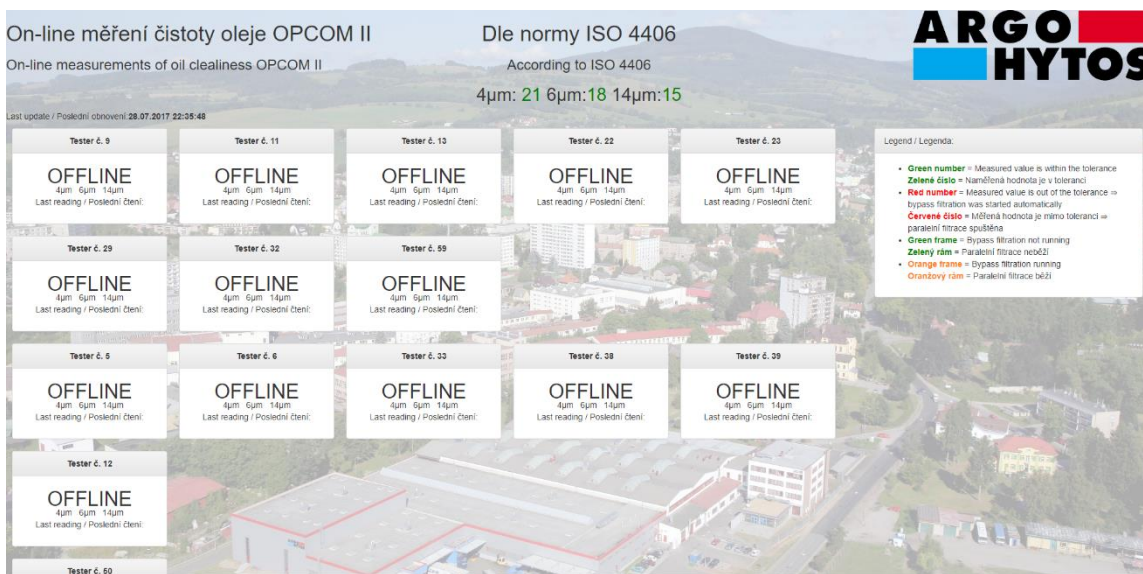 On-line měření čistoty oleje OPCOM II
Dle normy ISO 4406
ARGO
HYTOS
On-line measurements of oil clealiness OPCOM II
According to ISO 4406
4µm: 21 6µm:18 14µm:15
Last update / Poslední obnovení:28.07.2017 22:35:48
Tester č. 9
OFFLINE
4µm 6µm 14µm
Last reading / Poslední čtení:
Tester č. 11
OFFLINE
4µm 6µm 14µm
Last reading / Poslední čtení:
Tester č. 13
OFFLINE
4µm 6µm 14µm
Last reading / Poslední čtení:
Tester č. 22
OFFLINE
4µm 6µm 14µm
Last reading / Poslední čtení:
Tester č. 23
OFFLINE
4µm 6µm 14µm
Last reading / Poslední čtení:
Legend / Legenda:
Green number = Measured value is within the tolerance
Zelené číslo = Naměřená hodnota je v toleranci
Red number = Measured value is out of the tolerance ⇒
bypass filtration was started automatically
Červené číslo = Měřená hodnota je mimo toleranci ⇒
paralelní filtrace spuštěna
Green frame = Bypass filtration not running
Zelený rám = Paralelní filtrace neběží
Orange frame = Bypass filtration running
Oranžový rám = Paralelní filtrace běží
Tester č. 29
OFFLINE
4µm 6µm 14µm
Last reading / Poslední čtení:
Tester č. 32
OFFLINE
4µm 6µm 14µm
Last reading / Poslední čtení:
Tester č. 59
OFFLINE
4µm 6µm 14µm
Last reading / Poslední čtení:
Tester č. 5
OFFLINE
4µm 6µm 14µm
Last reading / Poslední čtení:
Tester č. 6
OFFLINE
4µm 6µm 14µm
Last reading / Poslední čtení:
Tester č. 33
OFFLINE
4µm 6µm 14µm
Last reading / Poslední čtení:
Tester č. 38
OFFLINE
4µm 6µm 14µm
Last reading / Poslední čtení:
Tester č. 39
OFFLINE
4µm 6µm 14µm
Last reading / Poslední čtení:
Tester č. 12
OFFLINE
4µm 6µm 14µm
Last reading / Poslední čtení:
Tester č. 60